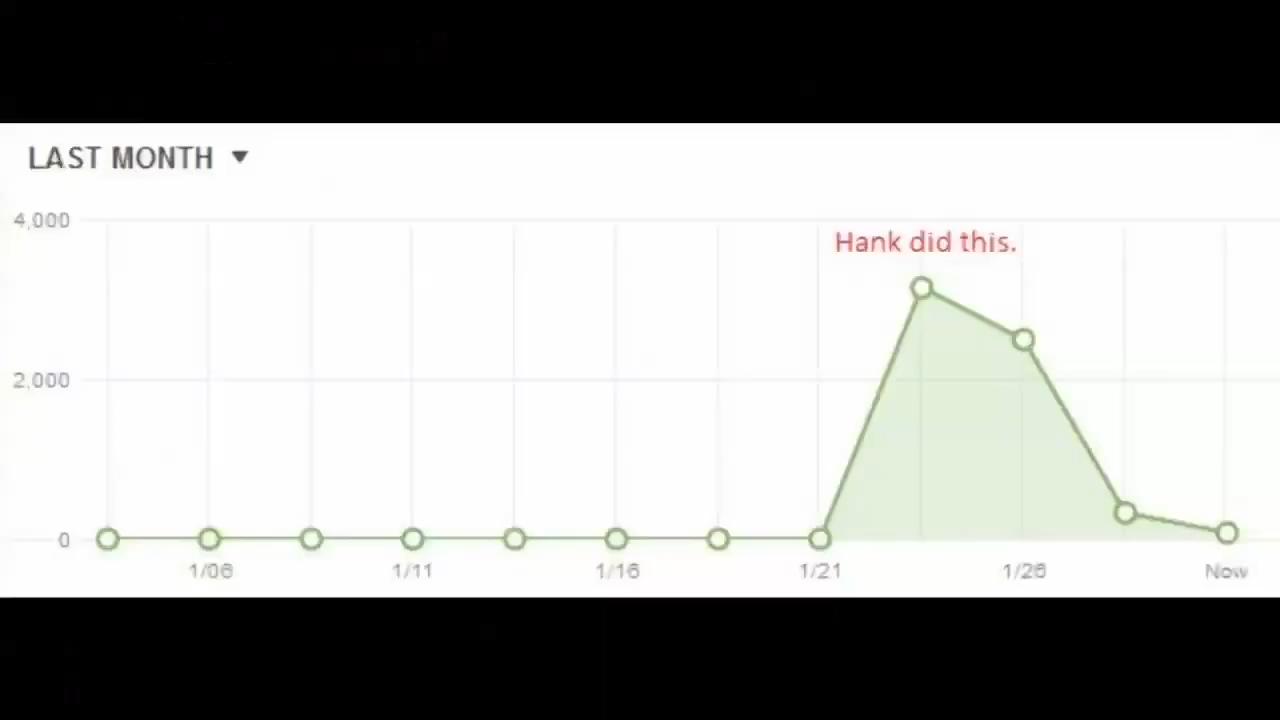 LAST MONTH
4,000
Hank did this.
2,000
0
1/06 1/11 1/16 1/21 1/26 Now